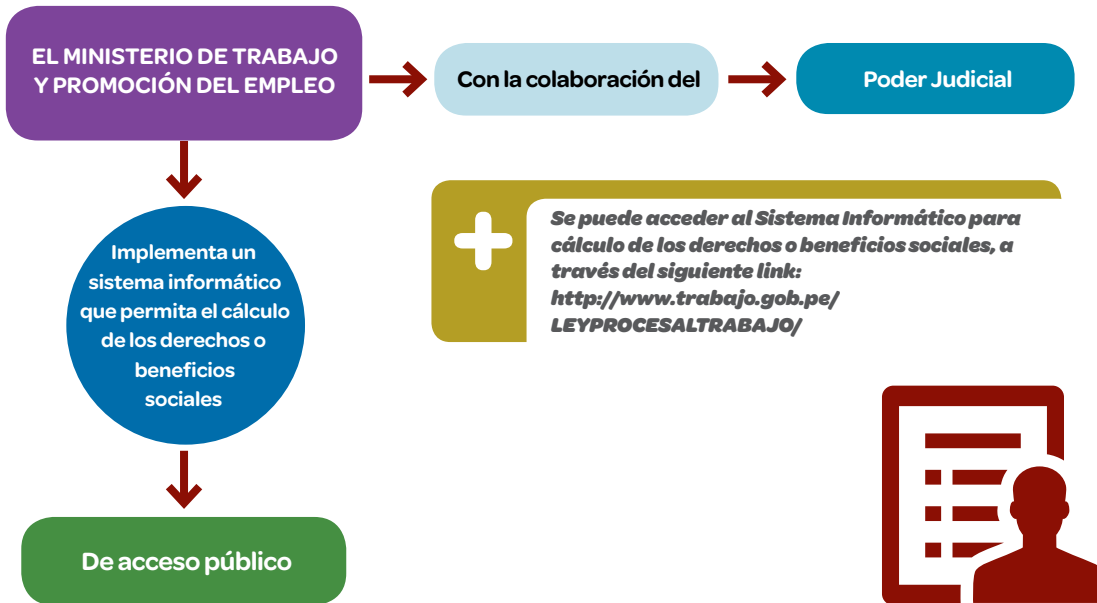 EL MINISTERIO DE TRABAJO
Y PROMOCIÓN DEL EMPLEO
Con la colaboración del
Poder Judicial
Implementa un
sistema informático
que permita el cálculo
de los derechos o
beneficios
sociales
De acceso público
Se puede acceder al Sistema Informático para
cálculo de los derechos o beneficios sociales, a
través del siguiente link:
http://www.trabajo.gob.pe/
LEYPROCESALTRABAJO/